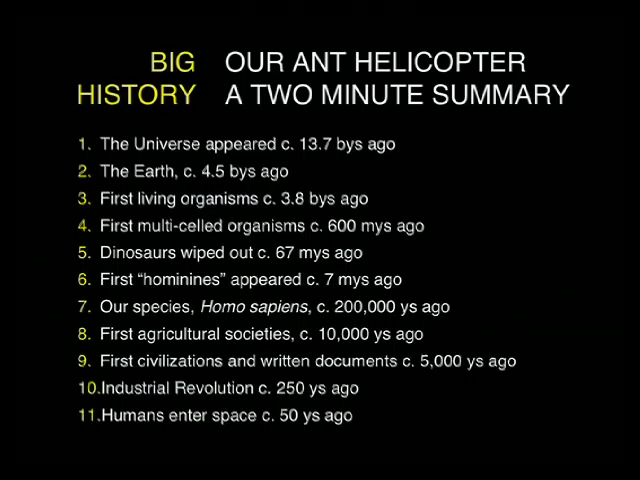 BIG HISTORY
OUR ANT HELICOPTER
A TWO MINUTE SUMMARY
1. The Universe appeared c. 13.7 bys ago
2. The Earth, c. 4.5 bys ago
3. First living organisms c. 3.8 bys ago
4. First multi-celled organisms c. 600 mys ago
5. Dinosaurs wiped out c. 67 mys ago
6. First “hominines” appeared c. 7 mys ago
7. Our species, Homo sapiens, c. 200,000 ys ago
8. First agricultural societies, c. 10,000 ys ago
9. First civilizations and written documents c. 5,000 ys ago
10.Industrial Revolution c. 250 ys ago
11.Humans enter space c. 50 ys ago